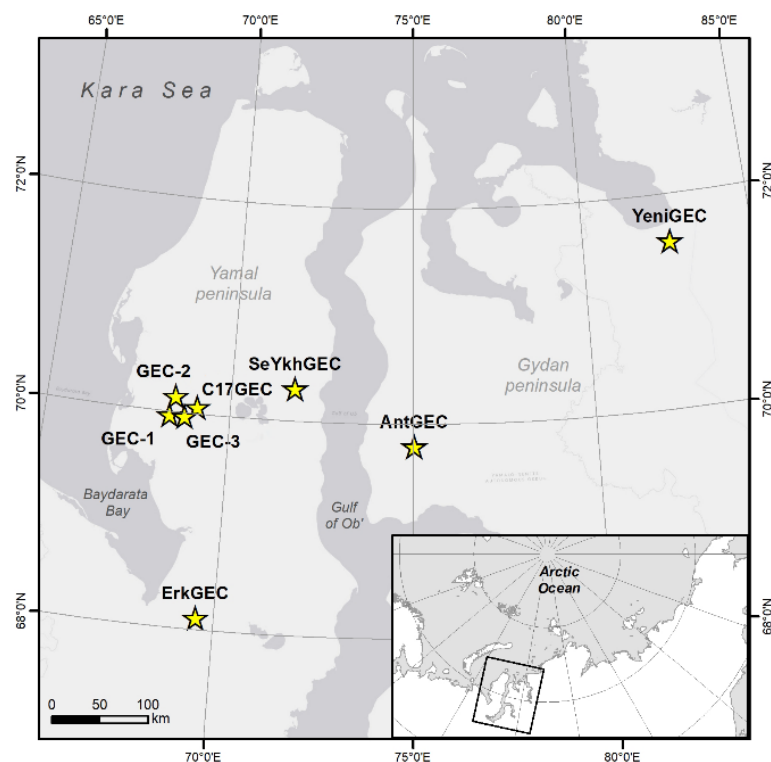 65°0'E 70°0'E 75°0'E 80°0'E 85°0'E
Kara Sea
72°0'N
72°0'N
YeniGEC
Yamal
peninsula
SeYkhGEC
Gydan
peninsula
GEC-2
C17GEC
70°0'N
70°0'N
AntGEC
GEC-1
GEC-3
Baydarata
Bay
Gulf
of Ob'
Arctic
Ocean
ErkGEC
68°0'N
68°0'N
0 50 100
km
70°0'E 75°0'E 80°0'E